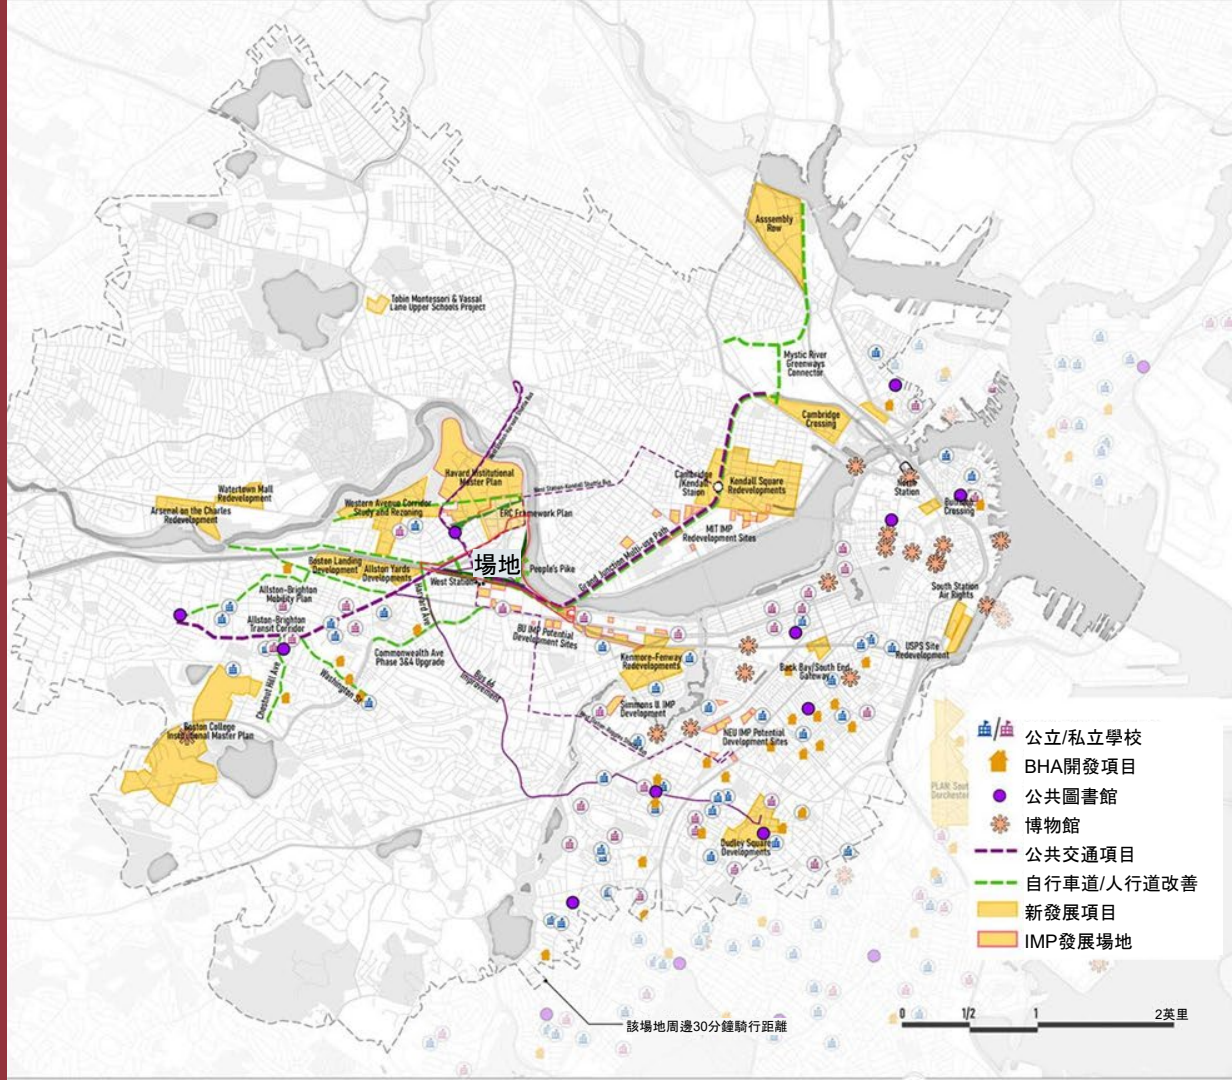 Asssembly
Row
Tobin Montessori & Vassal
Lane Upper Schools Project
Mystic River
Greenways
Connector
Cambridge
Crossing
Havard Institutional
Master Plan
Cambridge
/Kendall
Staion
Kendall Square
Redevelopments
North
Station
Watertown Mall
Redevelopment
Arsenal on the Charles
Redevelopment
Western Avenue Corridor
Study and Rezoning
West Station-Kendall Shuttle Bus
ERC Framework Plan
MIT IMP
Redevelopment Sites
Grand Junction Multi-use Path
場地
People's Pike
Boston Landing
Development
Allston Yards
Developments
West Station
South Station
Air Rights
Allston-Brighton
Mobility Plan
Harvard Ave
Allston-Brighton
Transit Corridor
BU IMP Potential
Development Sites
Commonwealth Ave
Phase 3&4 Upgrade
Kenmore-Fenway
Redevelopments
USPS Site
Redevelopment
Back Bay/South End
Gateway
Chestnut Hill Ave
Washington St
Bus 66
Improvement
Simmons U. IMP
Development
Boston College
Institutional Master Plan
NEU IMP Potential
Development Sites
Dudley Square
Developments
公立/私立學校
BHA開發項目
公共圖書館
博物館
公共交通項目
自行車道/人行道改善
新發展項目
IMP發展場地
該場地周邊30分鐘騎行距離
0 1/2 1 2英里